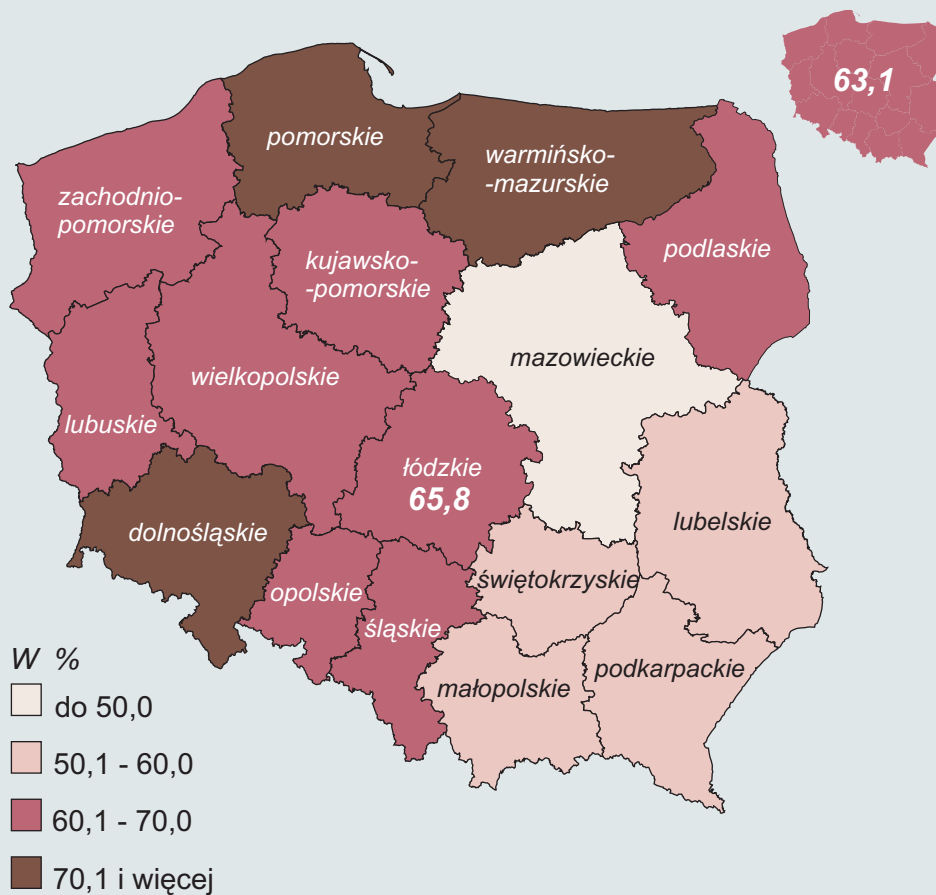 63,1
pomorskie
warmińsko-
-mazurskie
zachodnio-
pomorskie
podlaskie
kujawsko-
-pomorskie
mazowieckie
wielkopolskie
lubuskie
łódzkie
65,8
dolnośląskie
lubelskie
świętokrzyskie
opolskie
śląskie
podkarpackie
małopolskie
W %
do 50,0
50,1 - 60,0
60,1 - 70,0
70,1 i więcej